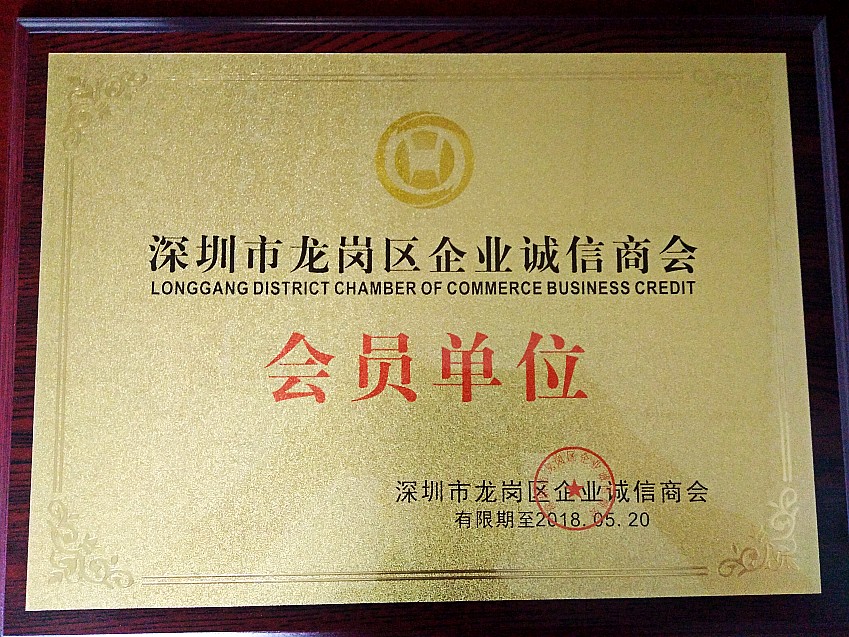 深圳市龙岗区企业诚信商会
LONGGANG DISTRICT CHAMBER OF COMMERCE BUSINESS CREDIT
会员单位
深圳市龙岗区企业诚信商会
有限期至2018.05.20